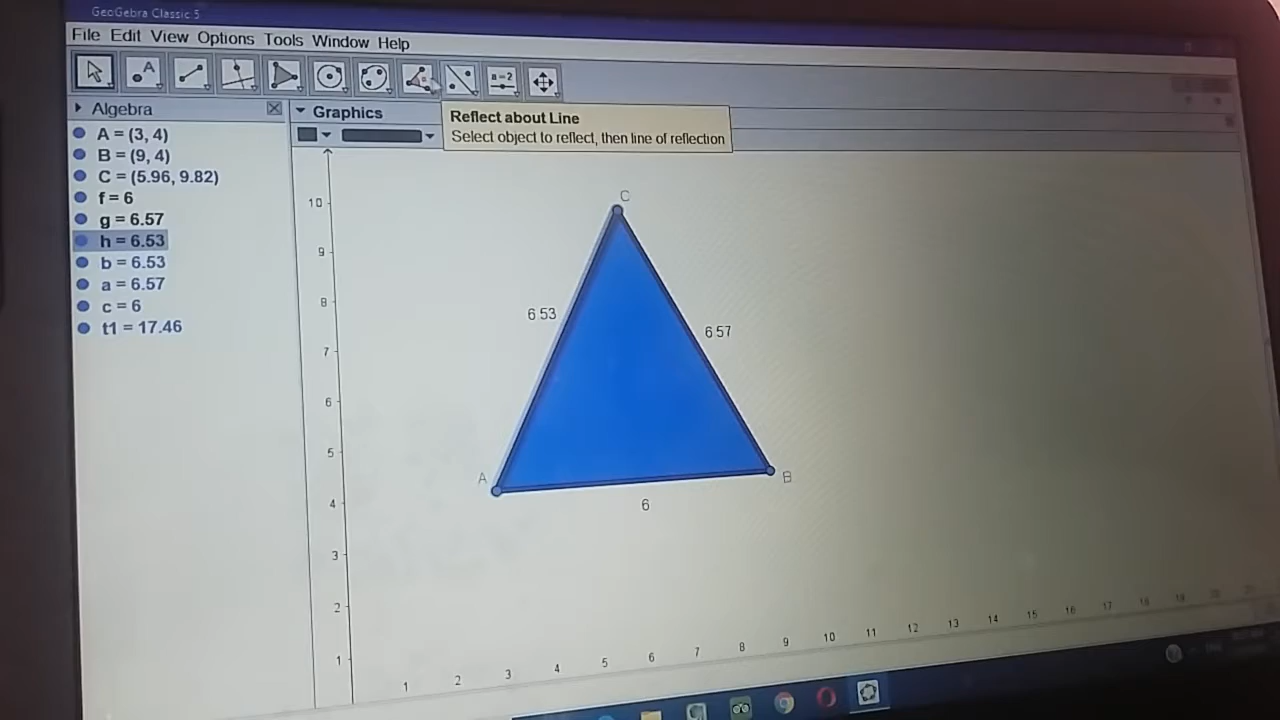 GeoGebra Classic 5
File Edit View Options Tools Window Help
A
a=2
Algebra
Graphics
Reflect about Line
Select object to reflect, then line of reflection
A = (3, 4)
B = (9, 4)
C = (5.96, 9.82)
f = 6
g = 6.57
h = 6.53
b = 6.53
a = 6.57
c = 6
t1 = 17.46
C
10
9
8
6.53
6.57
7
6
5
A
B
4
6
3
2
1
1 2 3 4 5 6 7 8 9 10 11 12 13 14 15 16 17 18 19